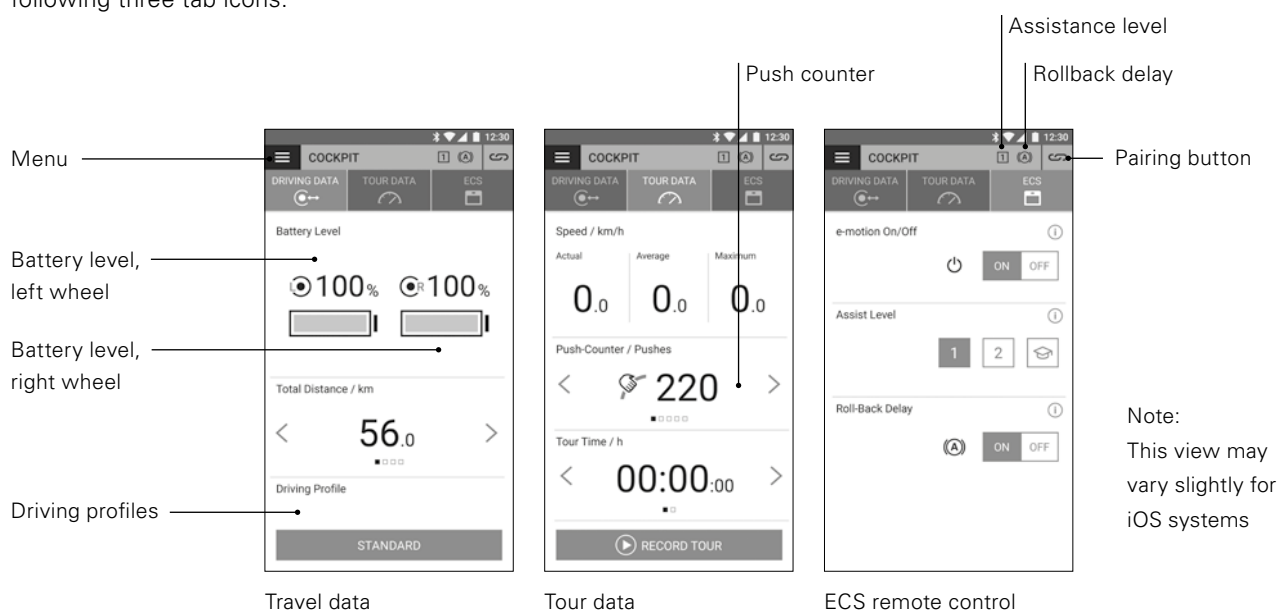 following three tab icons:
Assistance level
Push counter
Rollback delay
Menu
Pairing button
Battery level,
left wheel
Battery level,
right wheel
Driving profiles
12:30
COCKPIT
1 (A)
DRIVING DATA TOUR DATA ECS
Battery Level
L 100% R 100%
Total Distance / km
< 56.0 >
Driving Profile
STANDARD
Travel data
12:30
COCKPIT
1 (A)
DRIVING DATA TOUR DATA ECS
Speed / km/h
Actual Average Maximum
0.0 0.0 0.0
Push-Counter / Pushes
< 220 >
Tour Time / h
< 00:00:00 >
RECORD TOUR
Tour data
12:30
COCKPIT
1 (A)
DRIVING DATA TOUR DATA ECS
e-motion On/Off i
ON OFF
Assist Level i
1 2
Roll-Back Delay i
(A) ON OFF
ECS remote control
Note:
This view may
vary slightly for
iOS systems